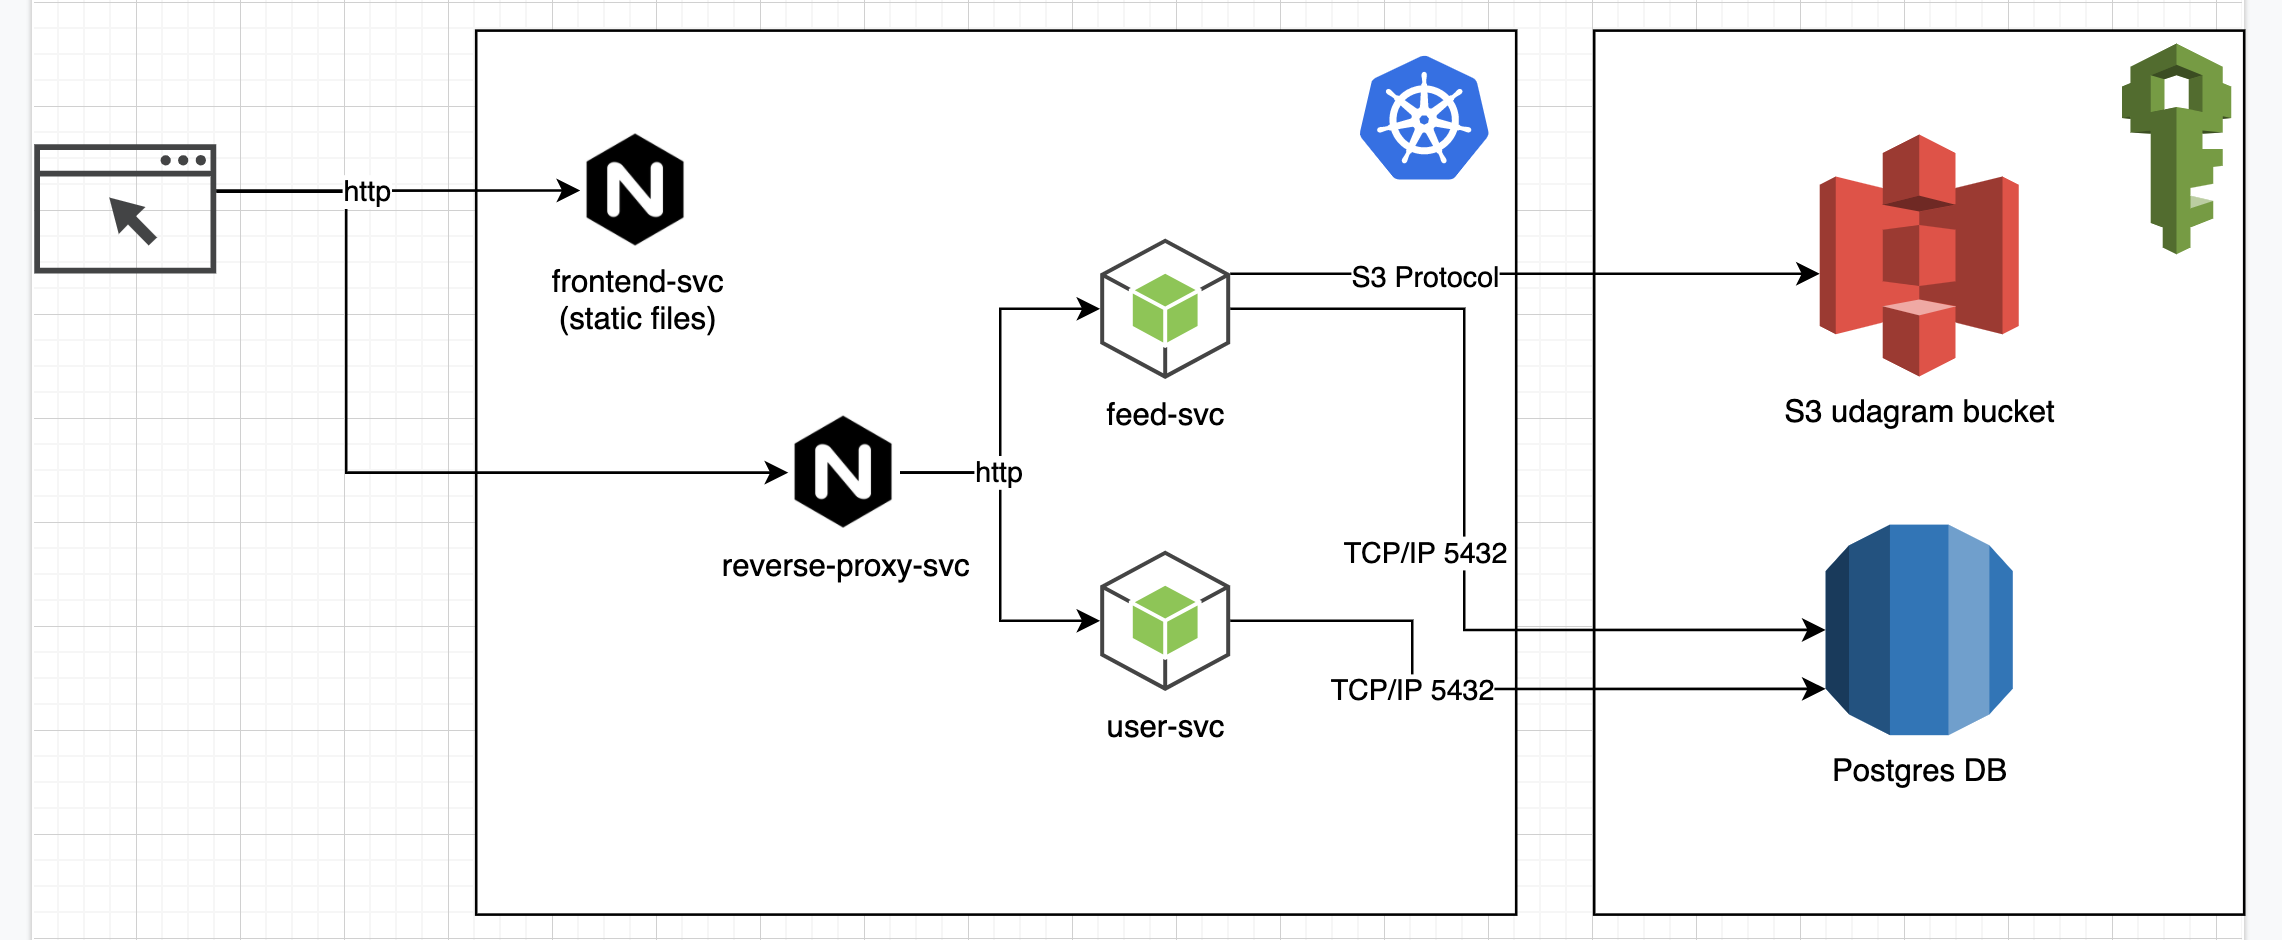 http
frontend-svc
(static files)
S3 Protocol
feed-svc
S3 udagram bucket
http
reverse-proxy-svc
TCP/IP 5432
user-svc
TCP/IP 5432
Postgres DB